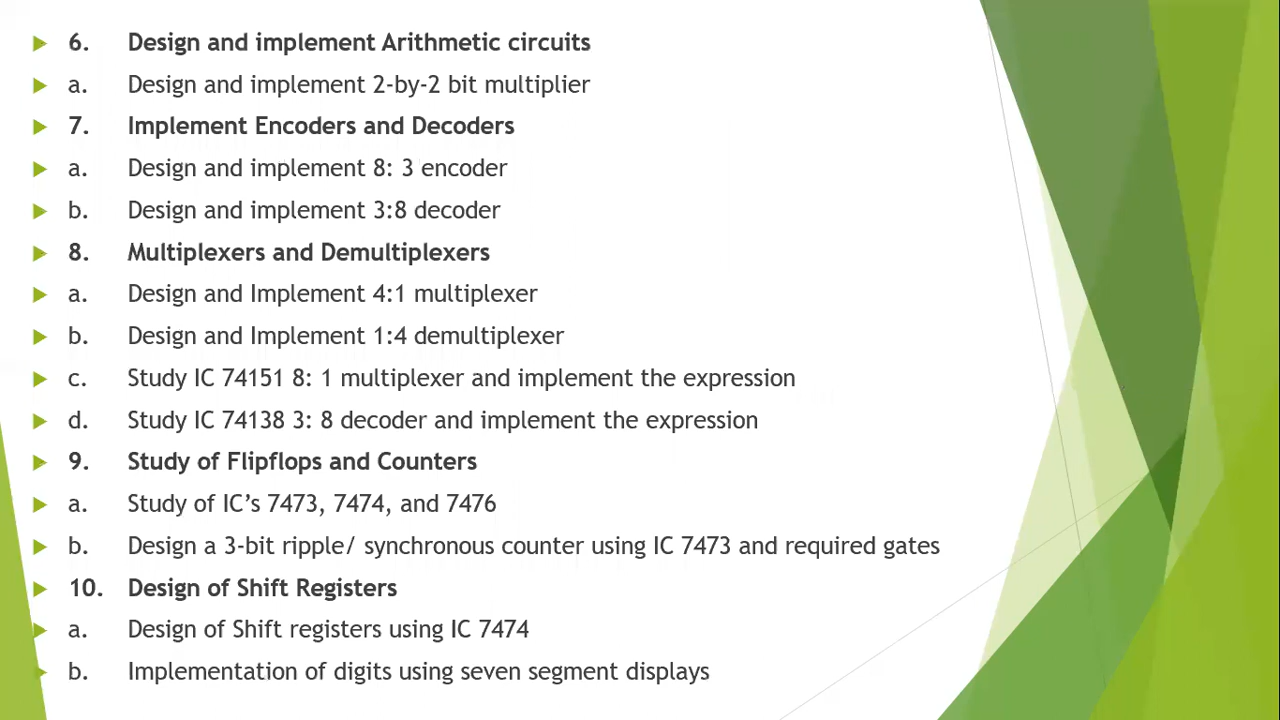 6. Design and implement Arithmetic circuits
a. Design and implement 2-by-2 bit multiplier
7. Implement Encoders and Decoders
a. Design and implement 8: 3 encoder
b. Design and implement 3:8 decoder
8. Multiplexers and Demultiplexers
a. Design and Implement 4:1 multiplexer
b. Design and Implement 1:4 demultiplexer
c. Study IC 74151 8: 1 multiplexer and implement the expression
d. Study IC 74138 3: 8 decoder and implement the expression
9. Study of Flipflops and Counters
a. Study of IC’s 7473, 7474, and 7476
b. Design a 3-bit ripple/ synchronous counter using IC 7473 and required gates
10. Design of Shift Registers
a. Design of Shift registers using IC 7474
b. Implementation of digits using seven segment displays